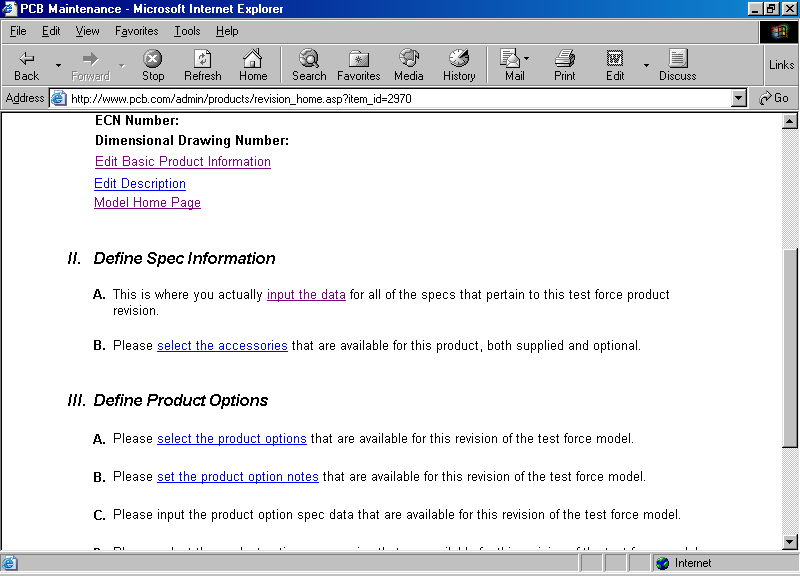 PCB Maintenance - Microsoft Internet Explorer
File Edit View Favorites Tools Help
Back Forward Stop Refresh Home Search Favorites Media History Mail Print Edit Discuss Links
Address http://www.pcb.com/admin/products/revision_home.asp?item_id=2970 Go
ECN Number:
Dimensional Drawing Number:
Edit Basic Product Information
Edit Description
Model Home Page
II. Define Spec Information
A. This is where you actually input the data for all of the specs that pertain to this test force product
revision.
B. Please select the accessories that are available for this product, both supplied and optional.
III. Define Product Options
A. Please select the product options that are available for this revision of the test force model.
B. Please set the product option notes that are available for this revision of the test force model.
C. Please input the product option spec data that are available for this revision of the test force model.
Internet